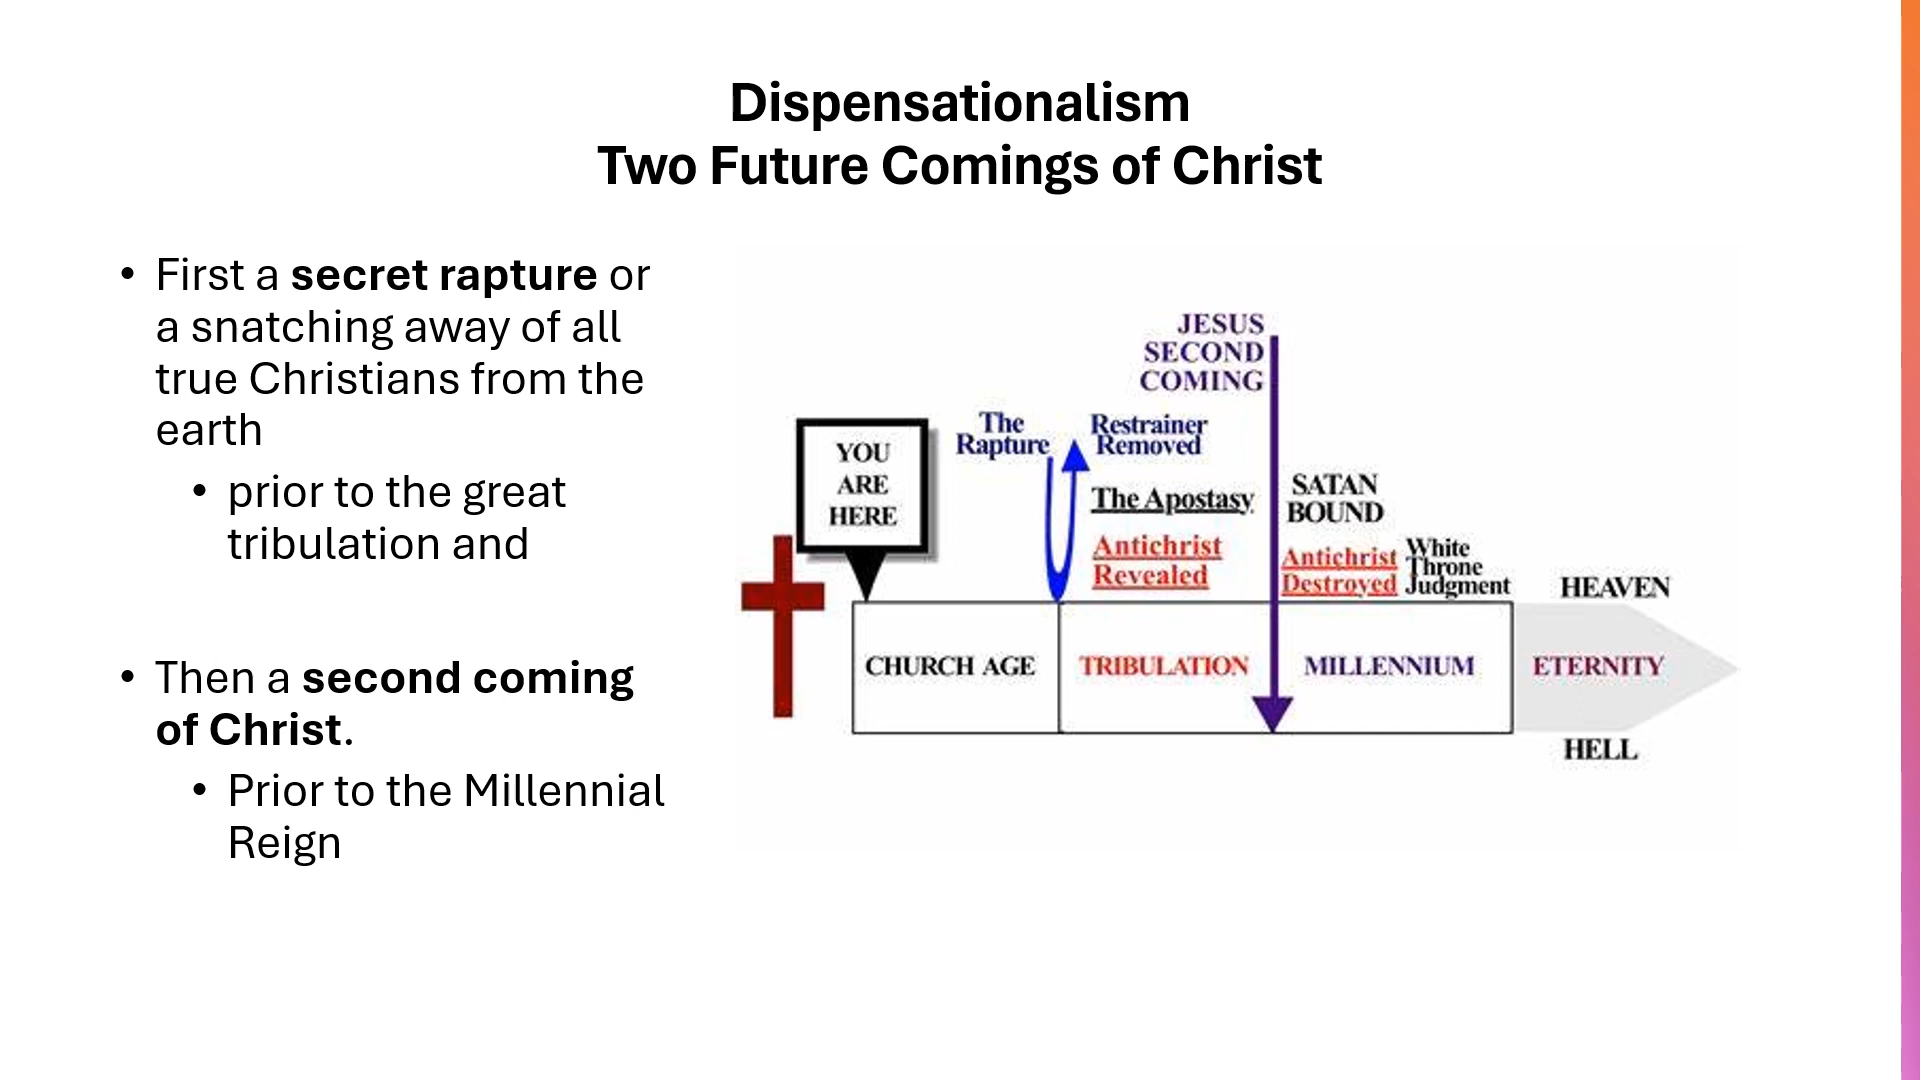 Dispensationalism
Two Future Comings of Christ
• First a secret rapture or
a snatching away of all
true Christians from the
earth
• prior to the great
tribulation and
• Then a second coming
of Christ.
• Prior to the Millennial
Reign
JESUS
SECOND
COMING
The
Rapture
Restrainer
Removed
YOU
ARE
HERE
The Apostasy
SATAN
BOUND
Antichrist
Revealed
Antichrist
Destroyed
White
Throne
Judgment
HEAVEN
CHURCH AGE
TRIBULATION
MILLENNIUM
ETERNITY
HELL